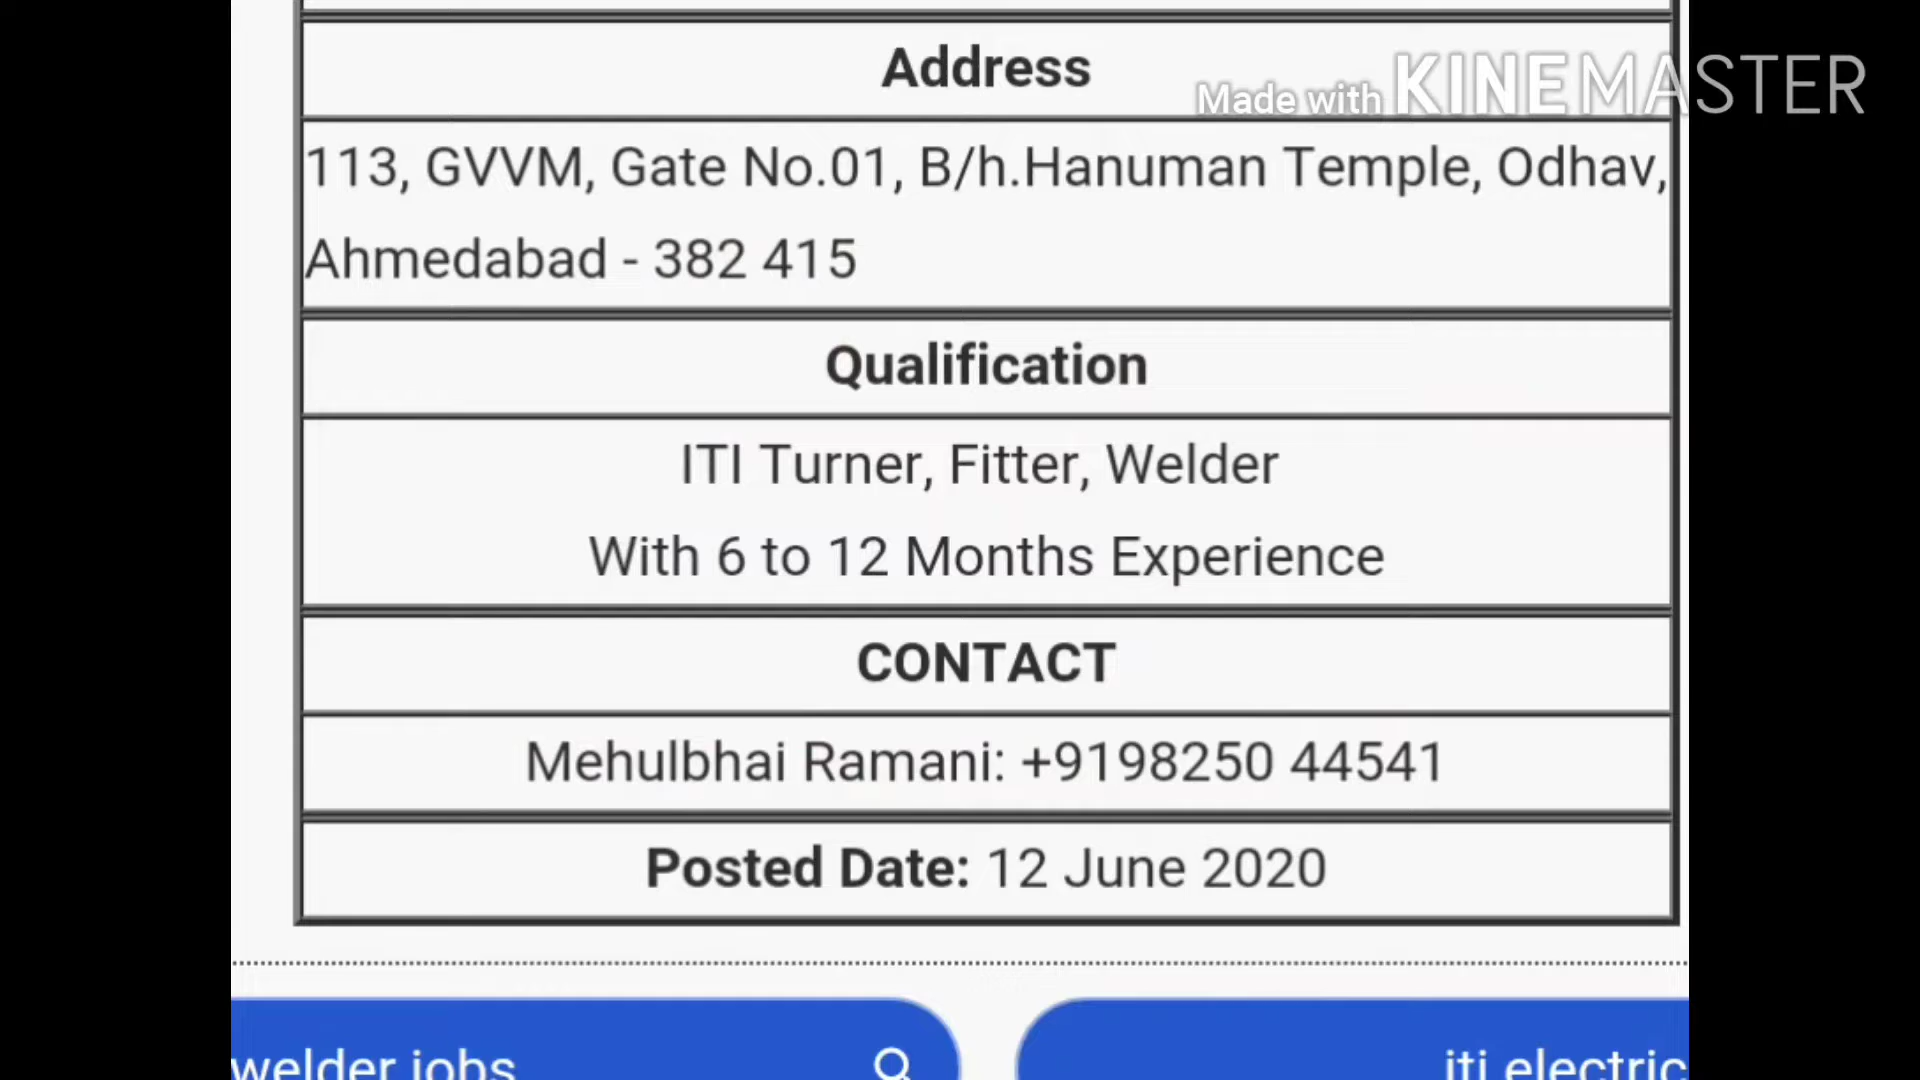 Address
Made with KINEMASTER
113, GVVM, Gate No.01, B/h.Hanuman Temple, Odhav,
Ahmedabad - 382 415
Qualification
ITI Turner, Fitter, Welder
With 6 to 12 Months Experience
CONTACT
Mehulbhai Ramani: +9198250 44541
Posted Date: 12 June 2020
welder jobs
iti electric